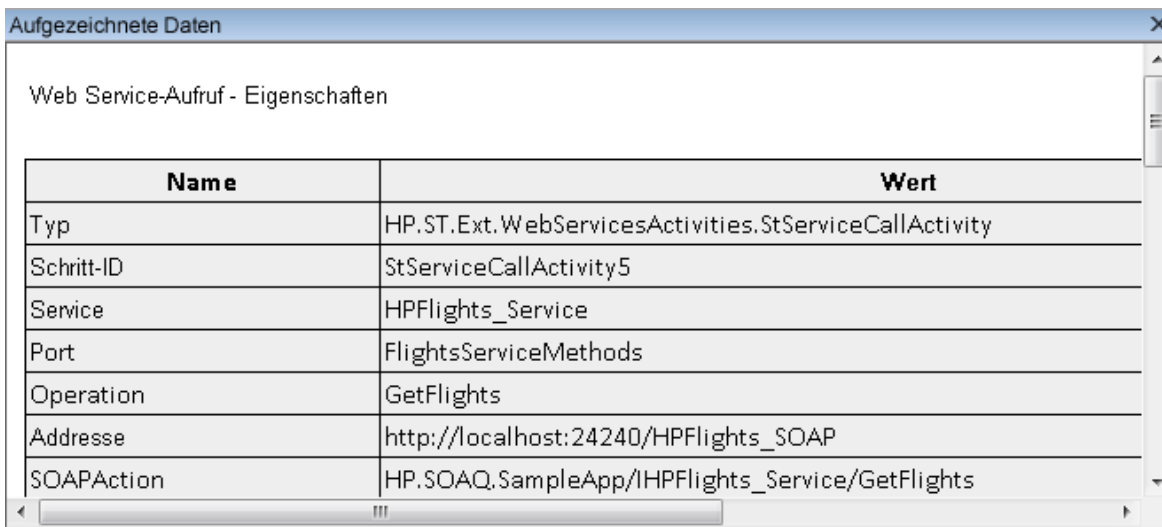 Aufgezeichnete Daten
Web Service-Aufruf - Eigenschaften
Name Wert
Typ HP.ST.Ext.WebServicesActivities.StServiceCallActivity
Schritt-ID StServiceCallActivity5
Service HPFlights_Service
Port FlightsServiceMethods
Operation GetFlights
Addresse http://localhost:24240/HPFlights_SOAP
SOAPAction HP.SOAQ.SampleApp/IHPFlights_Service/GetFlights